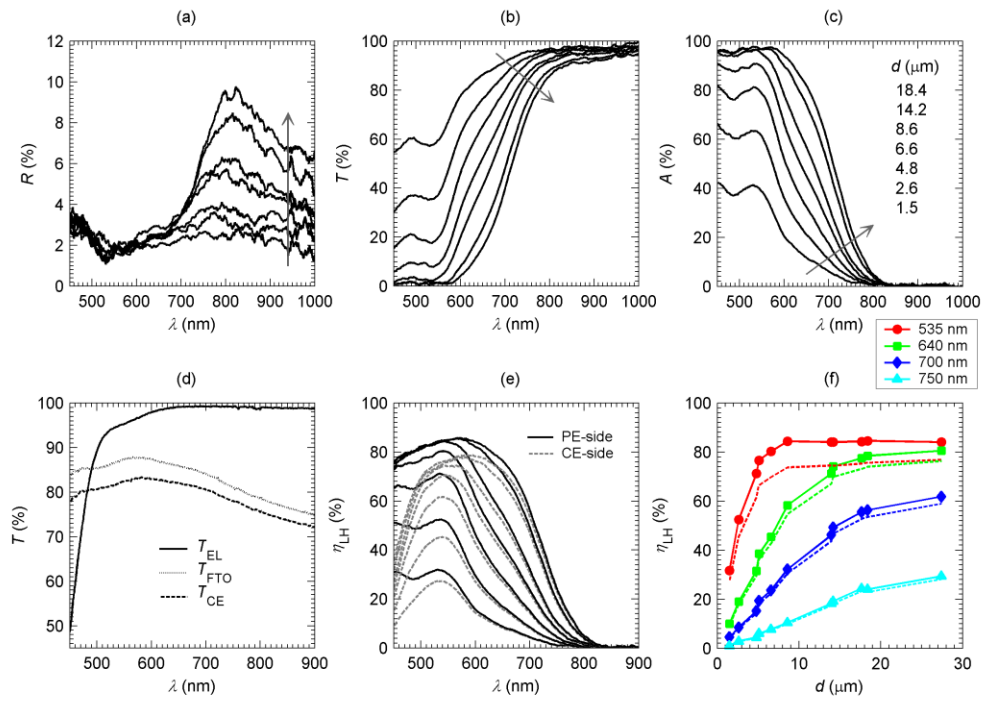 (a)
(b)
(c)
12
10
8
6
4
2
0
R (%)
500 600 700 800 900 1000
λ (nm)
100
80
60
40
20
0
T (%)
500 600 700 800 900 1000
λ (nm)
100
80
60
40
20
0
A (%)
d (μm)
18.4
14.2
8.6
6.6
4.8
2.6
1.5
500 600 700 800 900 1000
λ (nm)
535 nm
640 nm
700 nm
750 nm
(d)
(e)
(f)
100
90
80
70
60
50
T (%)
T_EL
T_FTO
T_CE
500 600 700 800 900
λ (nm)
100
80
60
40
20
0
η_LH (%)
PE-side
CE-side
500 600 700 800 900
λ (nm)
100
80
60
40
20
0
η_LH (%)
0 10 20 30
d (μm)